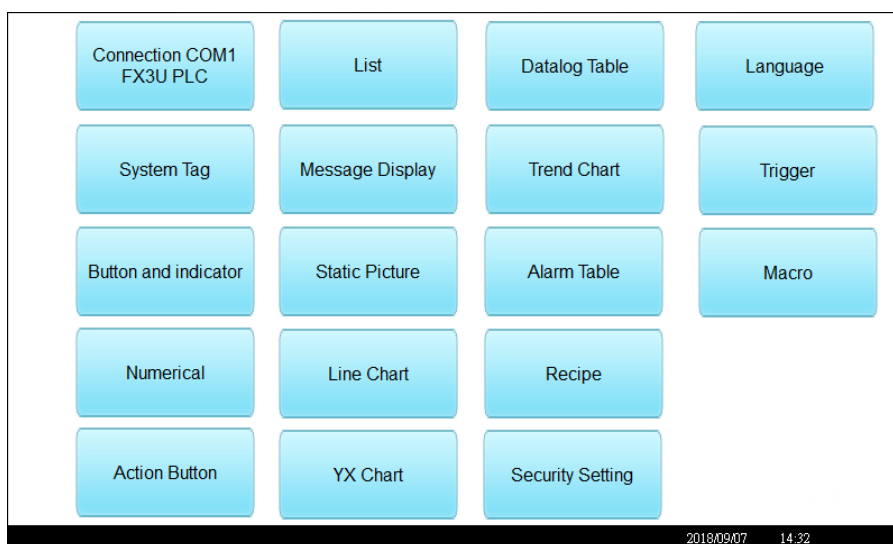 Connection COM1
FX3U PLC
List
Datalog Table
Language
System Tag
Message Display
Trend Chart
Trigger
Button and indicator
Static Picture
Alarm Table
Macro
Numerical
Line Chart
Recipe
Action Button
YX Chart
Security Setting
2018/09/07 14:32